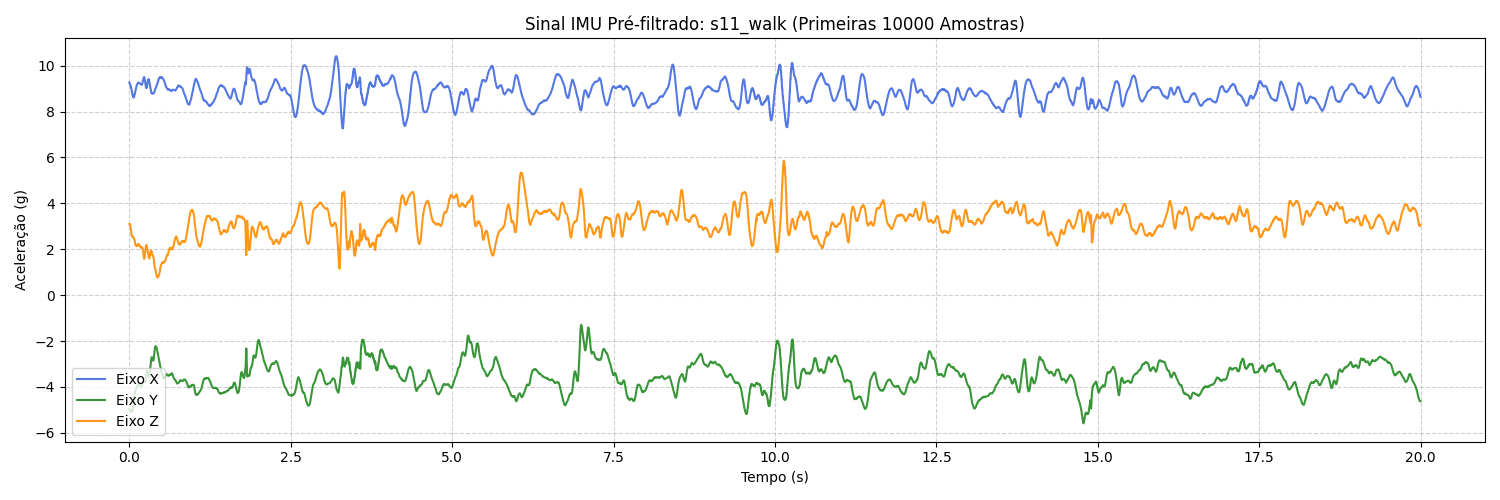 Sinal IMU Pré-filtrado: s11_walk (Primeiras 10000 Amostras)
Aceleração (g)
10
8
6
4
2
0
−2
−4
−6
Eixo X
Eixo Y
Eixo Z
0.0 2.5 5.0 7.5 10.0 12.5 15.0 17.5 20.0
Tempo (s)